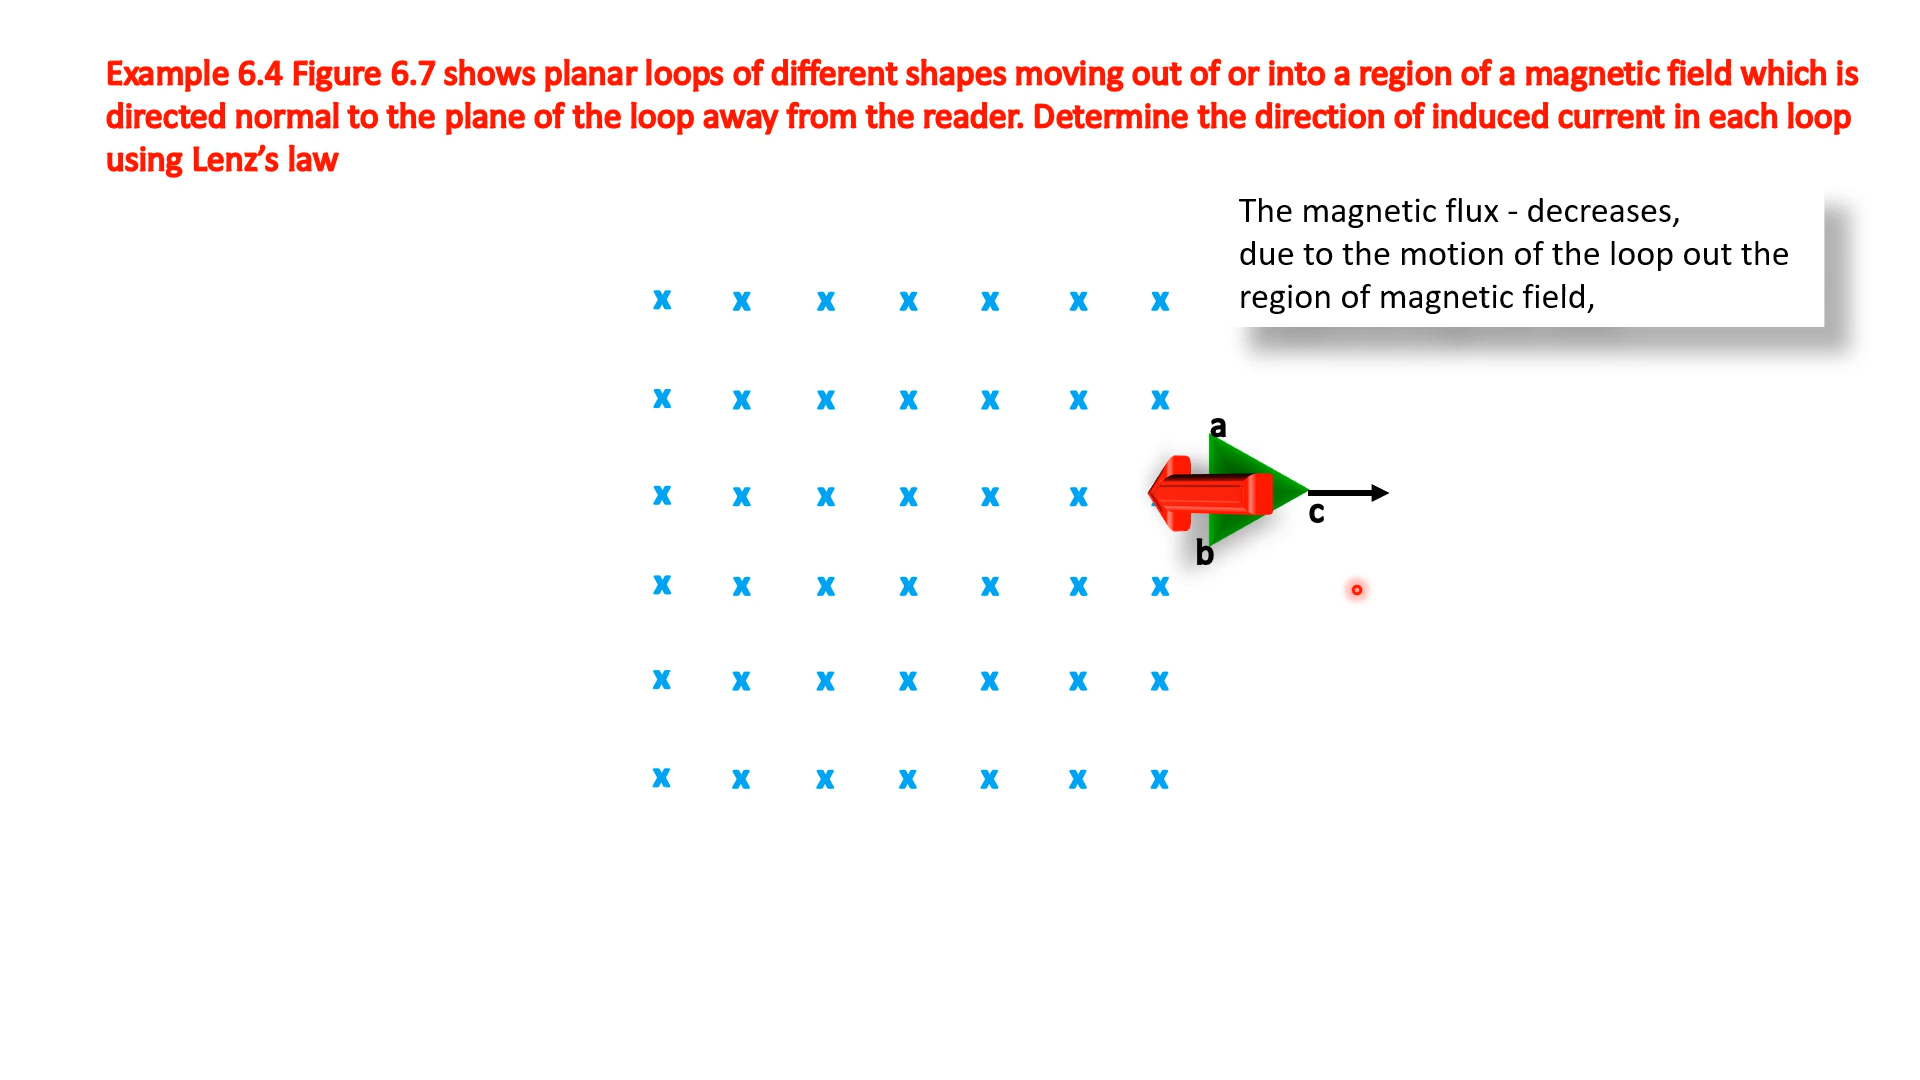 Example 6.4 Figure 6.7 shows planar loops of different shapes moving out of or into a region of a magnetic field which is
directed normal to the plane of the loop away from the reader. Determine the direction of induced current in each loop
using Lenz’s law
The magnetic flux - decreases,
due to the motion of the loop out the
region of magnetic field,
x x x x x x x
x x x x x x x
a
x x x x x x
c
b
x x x x x x x
x x x x x x x
x x x x x x x